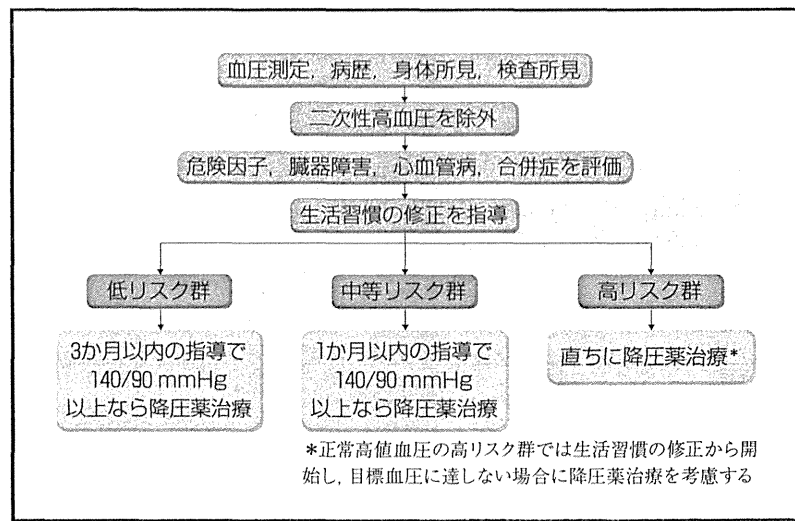 血圧測定，病歴，身体所見，検査所見
二次性高血圧を除外
危険因子，臓器障害，心血管病，合併症を評価
生活習慣の修正を指導
低リスク群
中等リスク群
高リスク群
3か月以内の指導で
140/90 mmHg
以上なら降圧薬治療
1か月以内の指導で
140/90 mmHg
以上なら降圧薬治療
直ちに降圧薬治療*
*正常高値血圧の高リスク群では生活習慣の修正から開
始し，目標血圧に達しない場合に降圧薬治療を考慮する